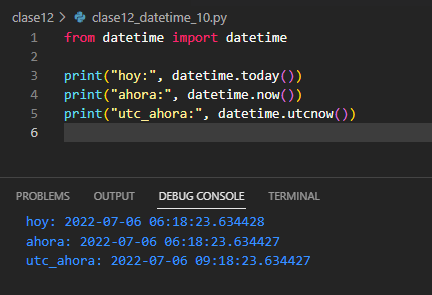 clase12 > clase12_datetime_10.py
1 from datetime import datetime
2
3 print("hoy:", datetime.today())
4 print("ahora:", datetime.now())
5 print("utc_ahora:", datetime.utcnow())
6
PROBLEMS OUTPUT DEBUG CONSOLE TERMINAL
hoy: 2022-07-06 06:18:23.634428
ahora: 2022-07-06 06:18:23.634427
utc_ahora: 2022-07-06 09:18:23.634427